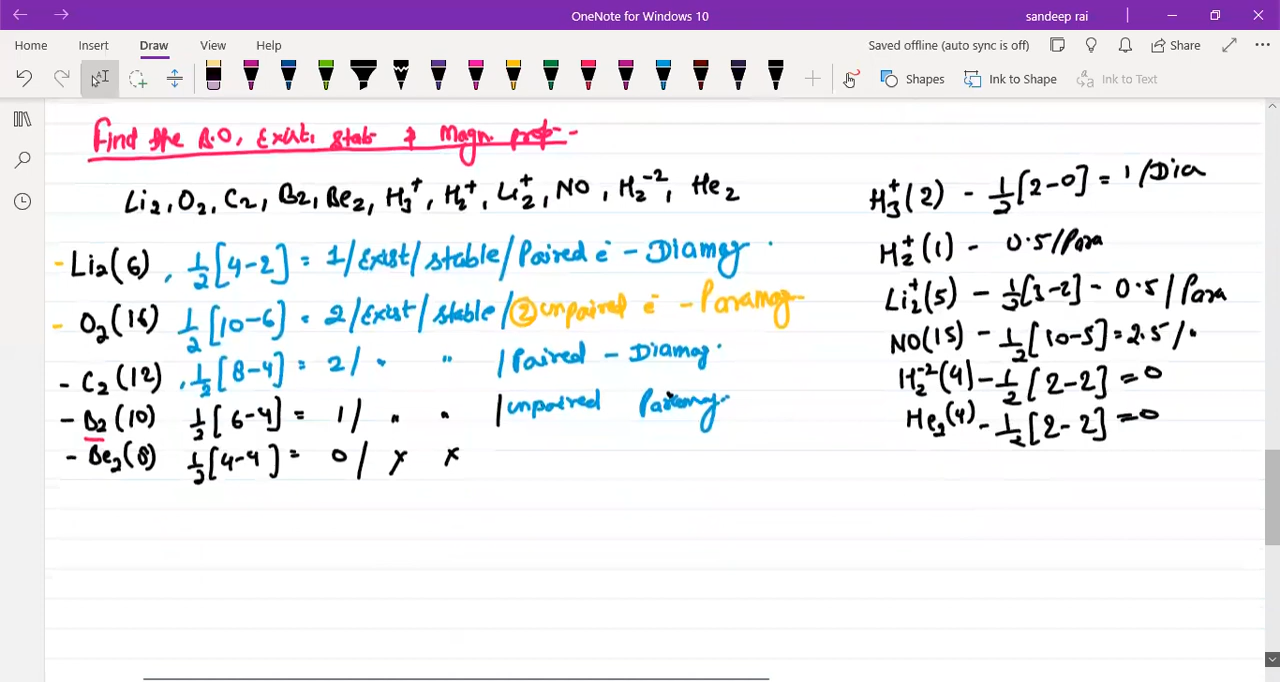 OneNote for Windows 10
sandeep rai
Home Insert Draw View Help
Saved offline (auto sync is off)
Share
Shapes
Ink to Shape
Ink to Text
Find the B.O, Exist. stab & Magn. prop-
Li₂, O₂, C₂, B₂, Be₂, H₃⁺, H₂⁺, Li₂⁺, NO, H₂⁻², He₂
- Li₂(6), 1/2[4-2] = 1/Exist/stable/Paired e⁻ - Diamag.
- O₂(16) 1/2[10-6] = 2/Exist/stable/② unpaired e⁻ - Paramag-
- C₂(12), 1/2[8-4] = 2/ " " /Paired - Diamag.
- B₂(10) 1/2[6-4] = 1/ " " /unpaired Paramag.
- Be₂(8) 1/2[4-4] = 0/ x x
H₃⁺(2) - 1/2[2-0] = 1/Dia
H₂⁺(1) - 0.5/Para
Li₂⁺(5) - 1/2[3-2] - 0.5/Para
NO(15) - 1/2[10-5] = 2.5/"
H₂⁻²(4) - 1/2[2-2] = 0
He₂(4) - 1/2[2-2] = 0